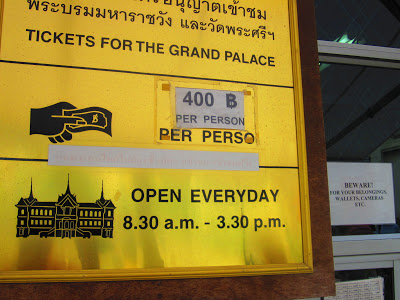 พระบรมมหาราชวัง และวัดพระศรีฯ
TICKETS FOR THE GRAND PALACE
400 ฿
PER PERSON
PER PERSO
OPEN EVERYDAY
8.30 a.m. - 3.30 p.m.
BEWARE!
FOR YOUR BELONGINGS,
WALLETS, CAMERAS
ETC.